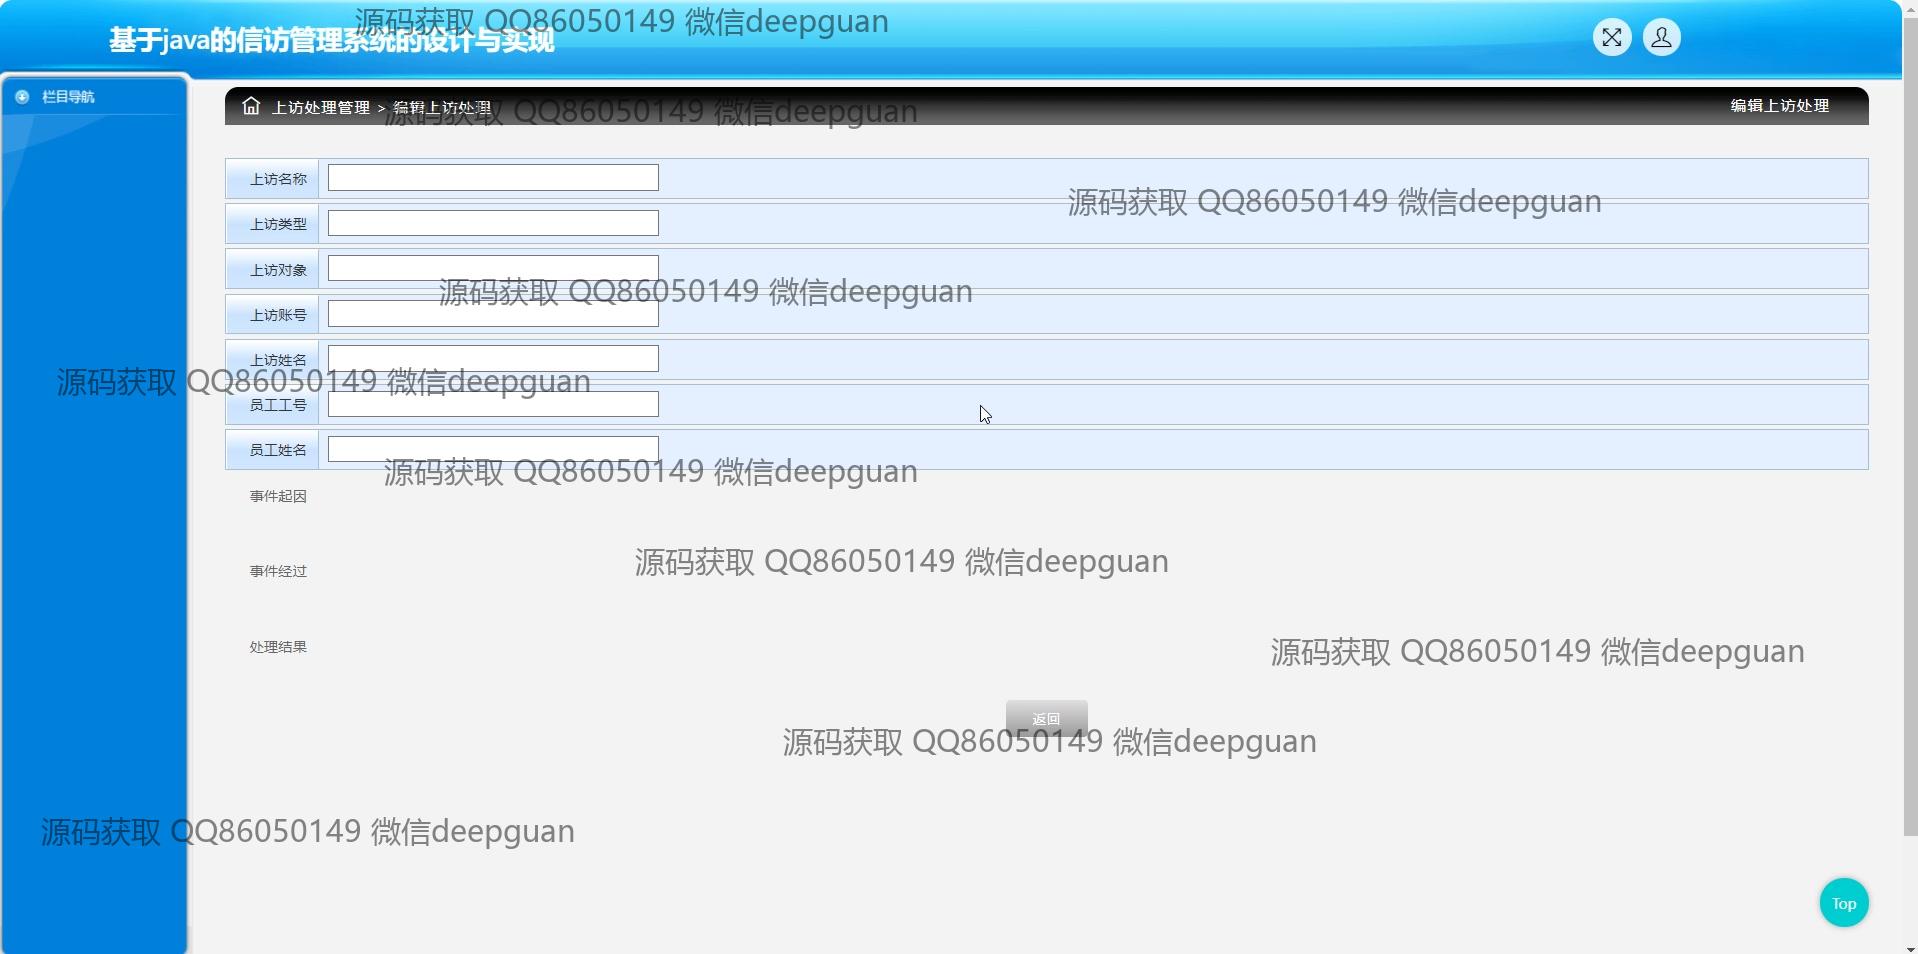 源码获取 QQ86050149 微信deepguan
基于java的信访管理系统的设计与实现
栏目导航
上访处理管理 > 编辑上访处理
编辑上访处理
源码获取 QQ86050149 微信deepguan
上访名称
源码获取 QQ86050149 微信deepguan
上访类型
上访对象
源码获取 QQ86050149 微信deepguan
上访账号
上访姓名
源码获取 QQ86050149 微信deepguan
员工工号
员工姓名
源码获取 QQ86050149 微信deepguan
事件起因
源码获取 QQ86050149 微信deepguan
事件经过
处理结果
源码获取 QQ86050149 微信deepguan
返回
源码获取 QQ86050149 微信deepguan
源码获取 QQ86050149 微信deepguan
Top